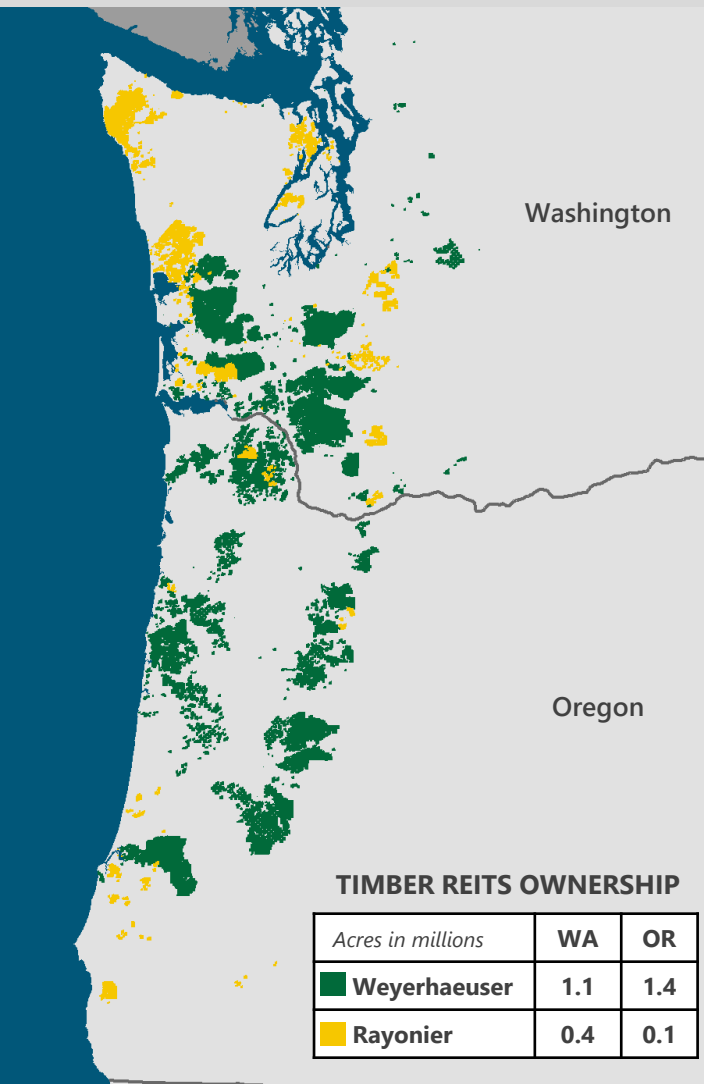 Washington
Oregon
TIMBER REITS OWNERSHIP
Acres in millions WA OR
Weyerhaeuser 1.1 1.4
Rayonier 0.4 0.1